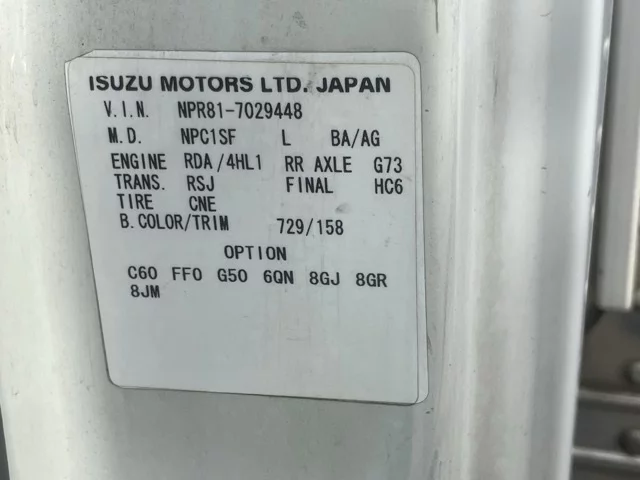 ISUZU MOTORS LTD. JAPAN
V.I.N. NPR81-7029448
M.D. NPC1SF L BA/AG
ENGINE RDA/4HL1 RR AXLE G73
TRANS. RSJ FINAL HC6
TIRE CNE
B.COLOR/TRIM 729/158
OPTION
C60 FF0 G50 6QN 8GJ 8GR
8JM